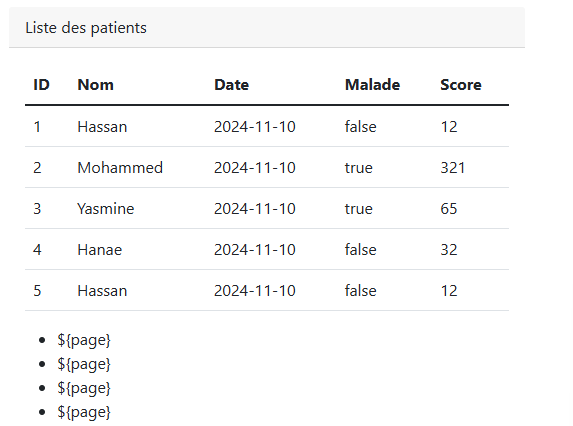 Liste des patients
ID Nom Date Malade Score
1 Hassan 2024-11-10 false 12
2 Mohammed 2024-11-10 true 321
3 Yasmine 2024-11-10 true 65
4 Hanae 2024-11-10 false 32
5 Hassan 2024-11-10 false 12
• ${page}
• ${page}
• ${page}
• ${page}